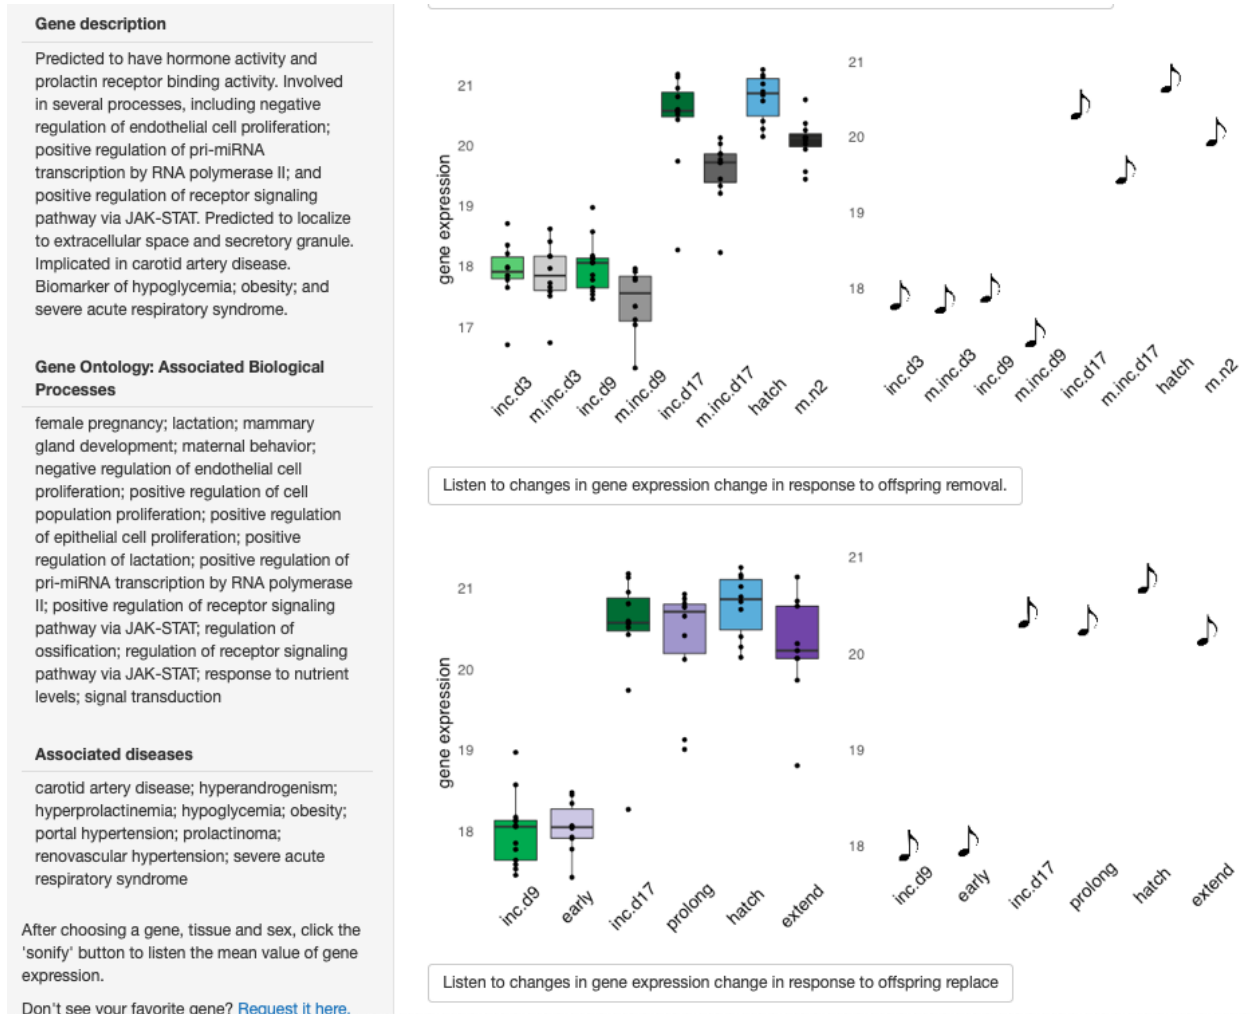 Gene description
Predicted to have hormone activity and
prolactin receptor binding activity. Involved
in several processes, including negative
regulation of endothelial cell proliferation;
positive regulation of pri-miRNA
transcription by RNA polymerase II; and
positive regulation of receptor signaling
pathway via JAK-STAT. Predicted to localize
to extracellular space and secretory granule.
Implicated in carotid artery disease.
Biomarker of hypoglycemia; obesity; and
severe acute respiratory syndrome.
Gene Ontology: Associated Biological
Processes
female pregnancy; lactation; mammary
gland development; maternal behavior;
negative regulation of endothelial cell
proliferation; positive regulation of cell
population proliferation; positive regulation
of epithelial cell proliferation; positive
regulation of lactation; positive regulation of
pri-miRNA transcription by RNA polymerase
II; positive regulation of receptor signaling
pathway via JAK-STAT; regulation of
ossification; regulation of receptor signaling
pathway via JAK-STAT; response to nutrient
levels; signal transduction
Associated diseases
carotid artery disease; hyperandrogenism;
hyperprolactinemia; hypoglycemia; obesity;
portal hypertension; prolactinoma;
renovascular hypertension; severe acute
respiratory syndrome
After choosing a gene, tissue and sex, click the
'sonify' button to listen the mean value of gene
expression.
Don't see your favorite gene? Request it here.
gene expression
21
20
19
18
17
inc.d3
m.inc.d3
inc.d9
m.inc.d9
inc.d17
m.inc.d17
hatch
m.n2
21
20
19
18
inc.d3
m.inc.d3
inc.d9
m.inc.d9
inc.d17
m.inc.d17
hatch
m.n2
Listen to changes in gene expression change in response to offspring removal.
gene expression
21
20
19
18
inc.d9
early
inc.d17
prolong
hatch
extend
21
20
19
18
inc.d9
early
inc.d17
prolong
hatch
extend
Listen to changes in gene expression change in response to offspring replace